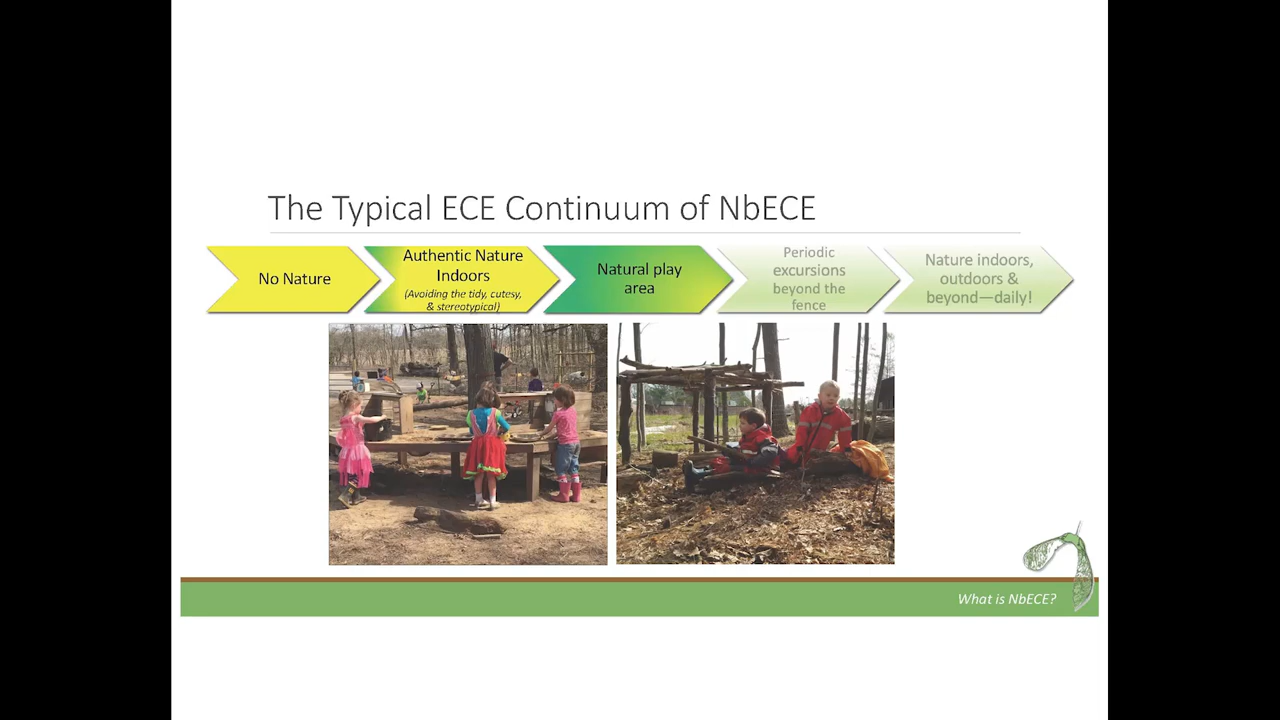 The Typical ECE Continuum of NbECE
No Nature
Authentic Nature
Indoors
(Avoiding the tidy, cutesy,
& stereotypical)
Natural play
area
Periodic
excursions
beyond the
fence
Nature indoors,
outdoors &
beyond—daily!
What is NbECE?